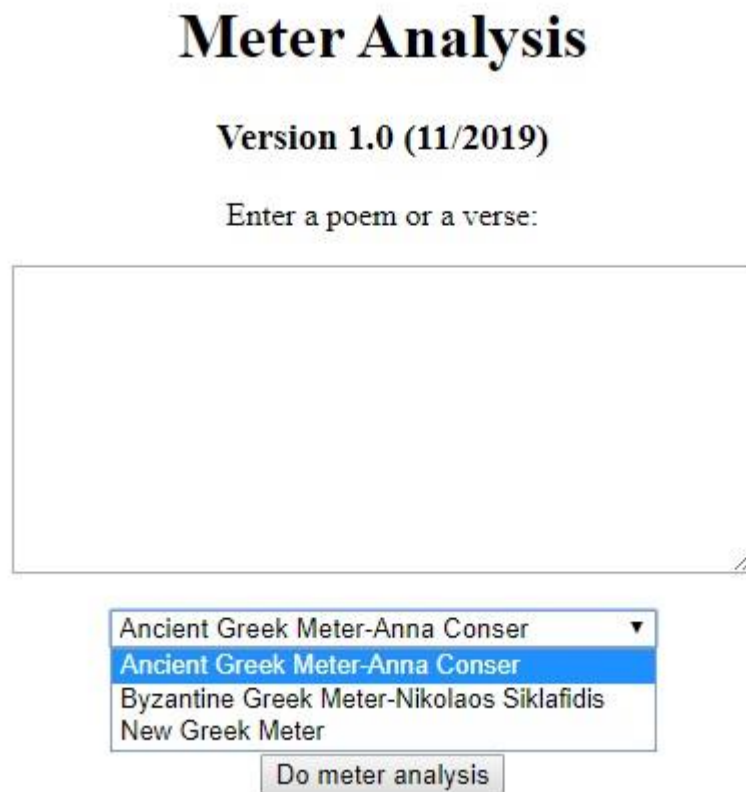 Meter Analysis
Version 1.0 (11/2019)
Enter a poem or a verse:
Ancient Greek Meter-Anna Conser
Ancient Greek Meter-Anna Conser
Byzantine Greek Meter-Nikolaos Siklafidis
New Greek Meter
Do meter analysis